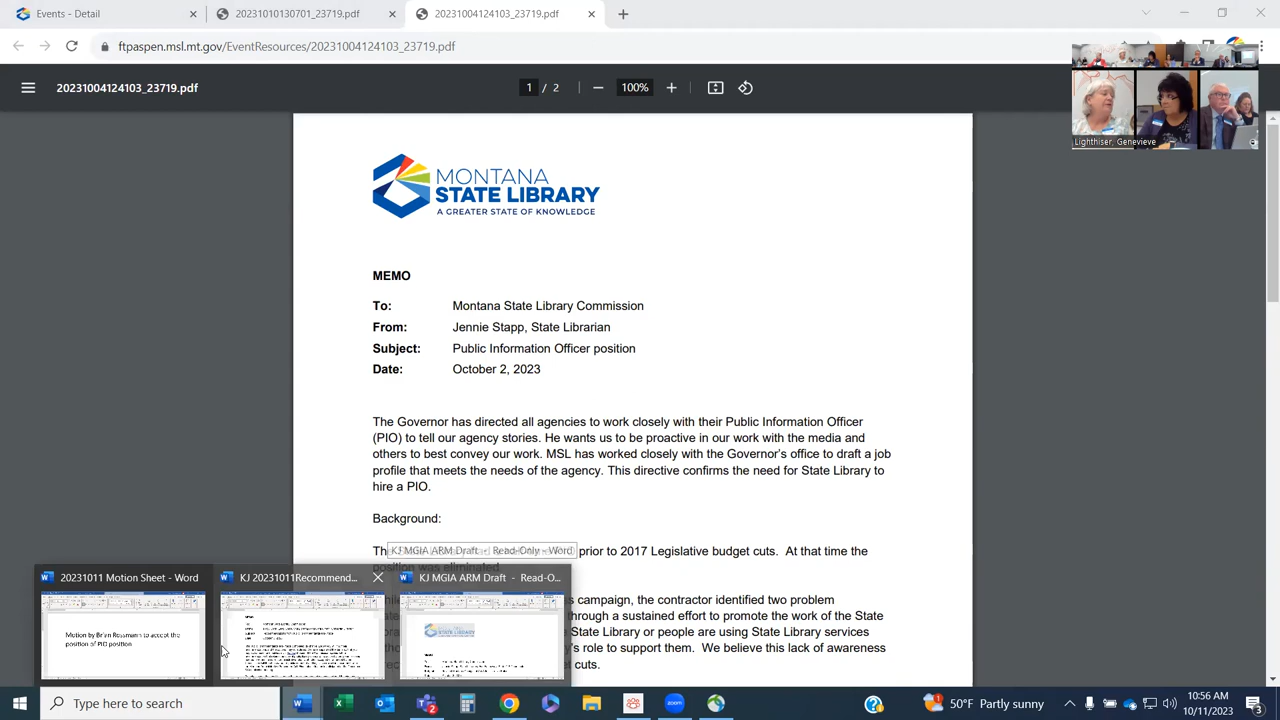 Events - Detail
20231010130701_23719.pdf
20231004124103_23719.pdf
ftpaspen.msl.mt.gov/EventResources/20231004124103_23719.pdf
20231004124103_23719.pdf
1 / 2
100%
Lighthiser, Genevieve
MONTANA
STATE LIBRARY
A GREATER STATE OF KNOWLEDGE
MEMO
To: Montana State Library Commission
From: Jennie Stapp, State Librarian
Subject: Public Information Officer position
Date: October 2, 2023
The Governor has directed all agencies to work closely with their Public Information Officer
(PIO) to tell our agency stories. He wants us to be proactive in our work with the media and
others to best convey our work. MSL has worked closely with the Governor's office to draft a job
profile that meets the needs of the agency. This directive confirms the need for State Library to
hire a PIO.
Background:
KJ MGIA ARM Draft - Read-Only - Word
prior to 2017 Legislative budget cuts. At that time the
position was eliminated
20231011 Motion Sheet - Word
KJ 20231011Recommend...
KJ MGIA ARM Draft - Read-O...
campaign, the contractor identified two problem
through a sustained effort to promote the work of the State
State Library or people are using State Library services
role to support them. We believe this lack of awareness
cuts.
Motion by Brian Rossmann to accept the
position of PIO position
Type here to search
zoom
50°F Partly sunny
10:56 AM
10/11/2023
3